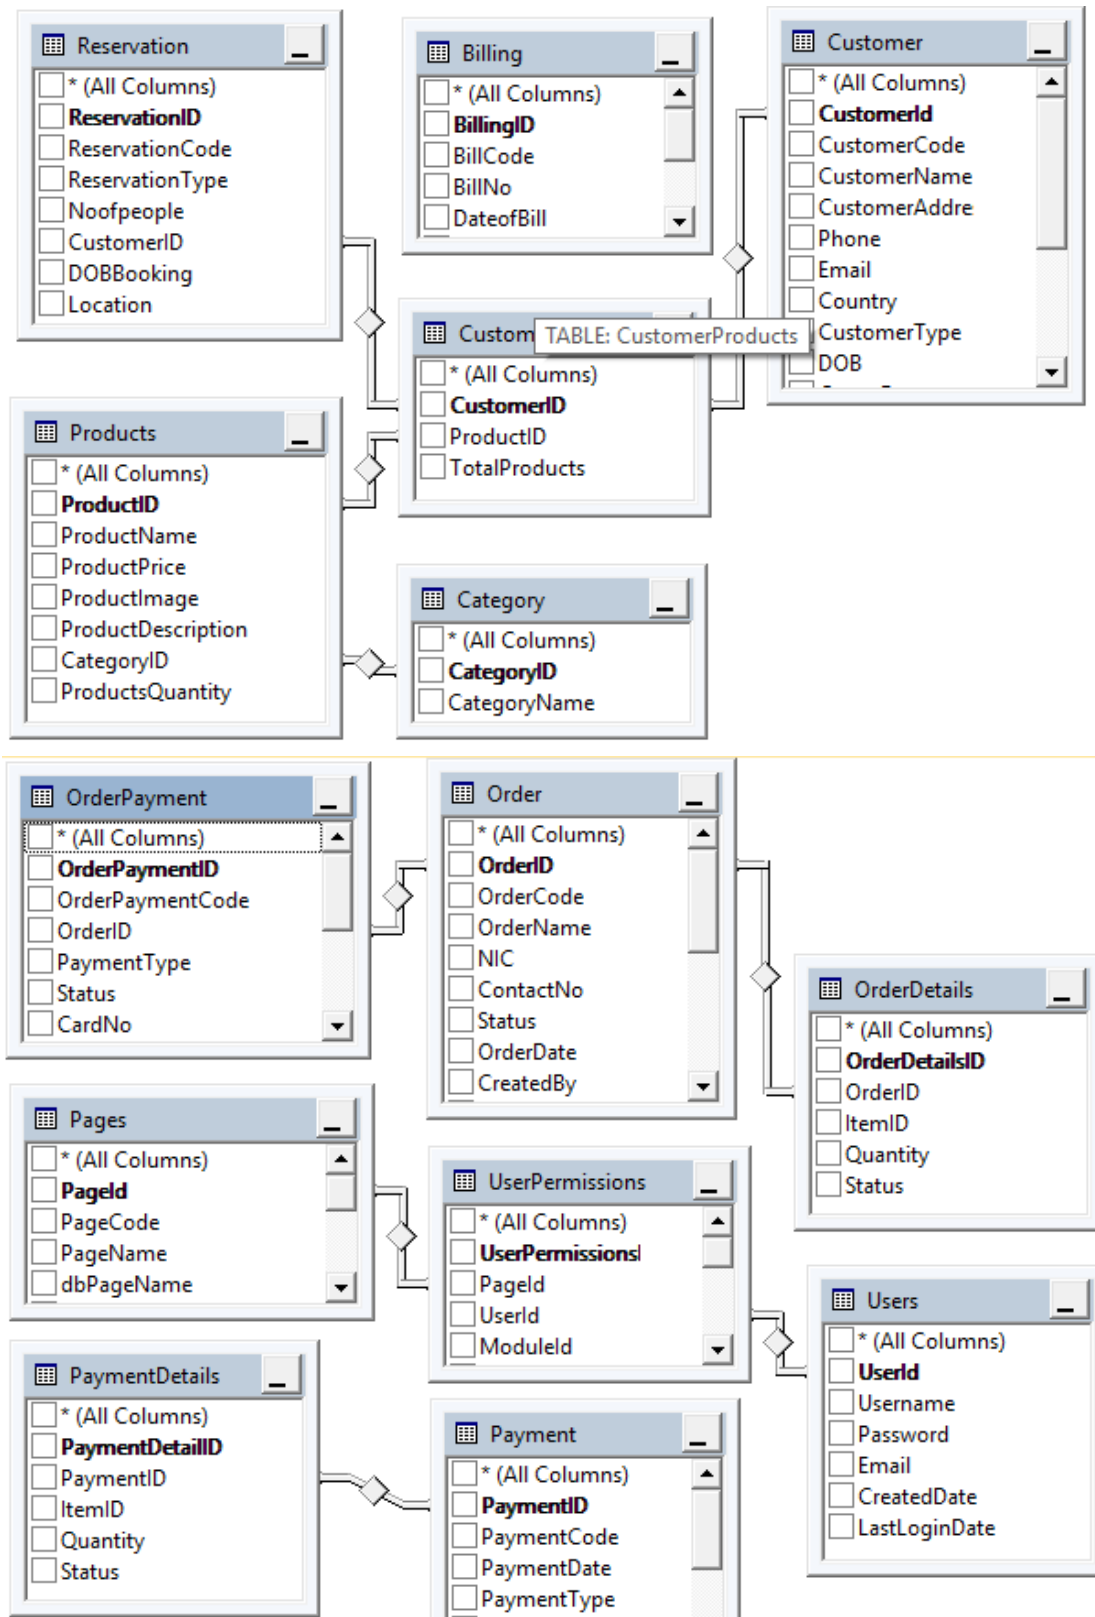 Reservation
* (All Columns)
ReservationID
ReservationCode
ReservationType
Noofpeople
CustomerID
DOBBooking
Location
Billing
* (All Columns)
BillingID
BillCode
BillNo
DateofBill
Customer
* (All Columns)
CustomerId
CustomerCode
CustomerName
CustomerAddre
Phone
Email
Country
CustomerType
DOB
Custom
TABLE: CustomerProducts
* (All Columns)
CustomerID
ProductID
TotalProducts
Products
* (All Columns)
ProductID
ProductName
ProductPrice
ProductImage
ProductDescription
CategoryID
ProductsQuantity
Category
* (All Columns)
CategoryID
CategoryName
OrderPayment
* (All Columns)
OrderPaymentID
OrderPaymentCode
OrderID
PaymentType
Status
CardNo
Order
* (All Columns)
OrderID
OrderCode
OrderName
NIC
ContactNo
Status
OrderDate
CreatedBy
OrderDetails
* (All Columns)
OrderDetailsID
OrderID
ItemID
Quantity
Status
Pages
* (All Columns)
PageId
PageCode
PageName
dbPageName
UserPermissions
* (All Columns)
UserPermissionsI
PageId
UserId
ModuleId
Users
* (All Columns)
UserId
Username
Password
Email
CreatedDate
LastLoginDate
PaymentDetails
* (All Columns)
PaymentDetailID
PaymentID
ItemID
Quantity
Status
Payment
* (All Columns)
PaymentID
PaymentCode
PaymentDate
PaymentType